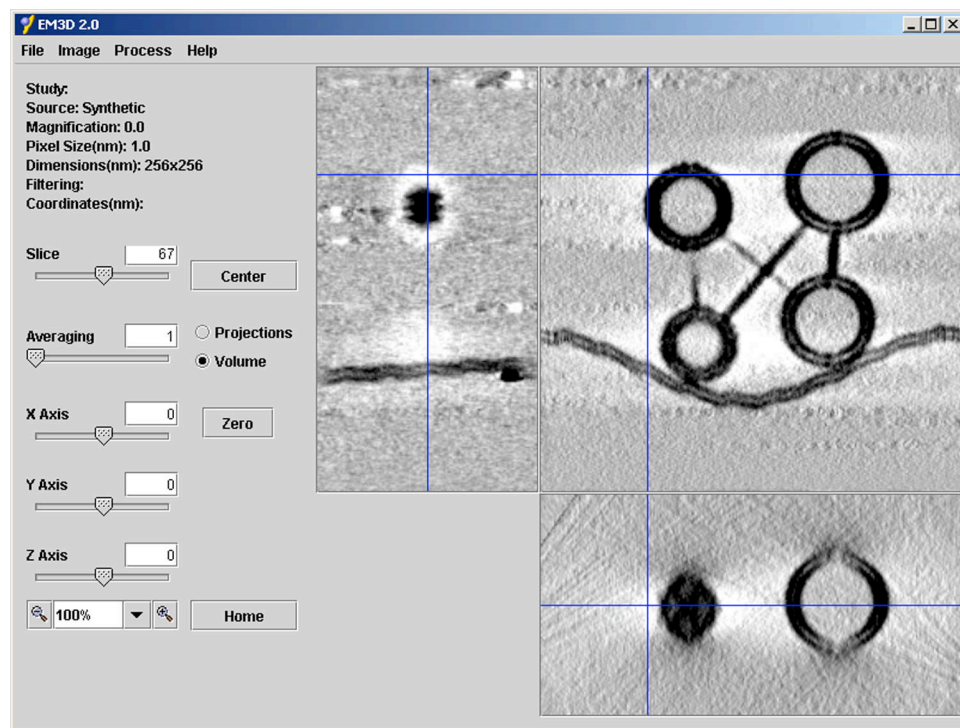 EM3D 2.0
File Image Process Help
Study:
Source: Synthetic
Magnification: 0.0
Pixel Size(nm): 1.0
Dimensions(nm): 256x256
Filtering:
Coordinates(nm):
Slice 67
Center
Averaging 1
Projections
Volume
X Axis 0
Zero
Y Axis 0
Z Axis 0
100%
Home